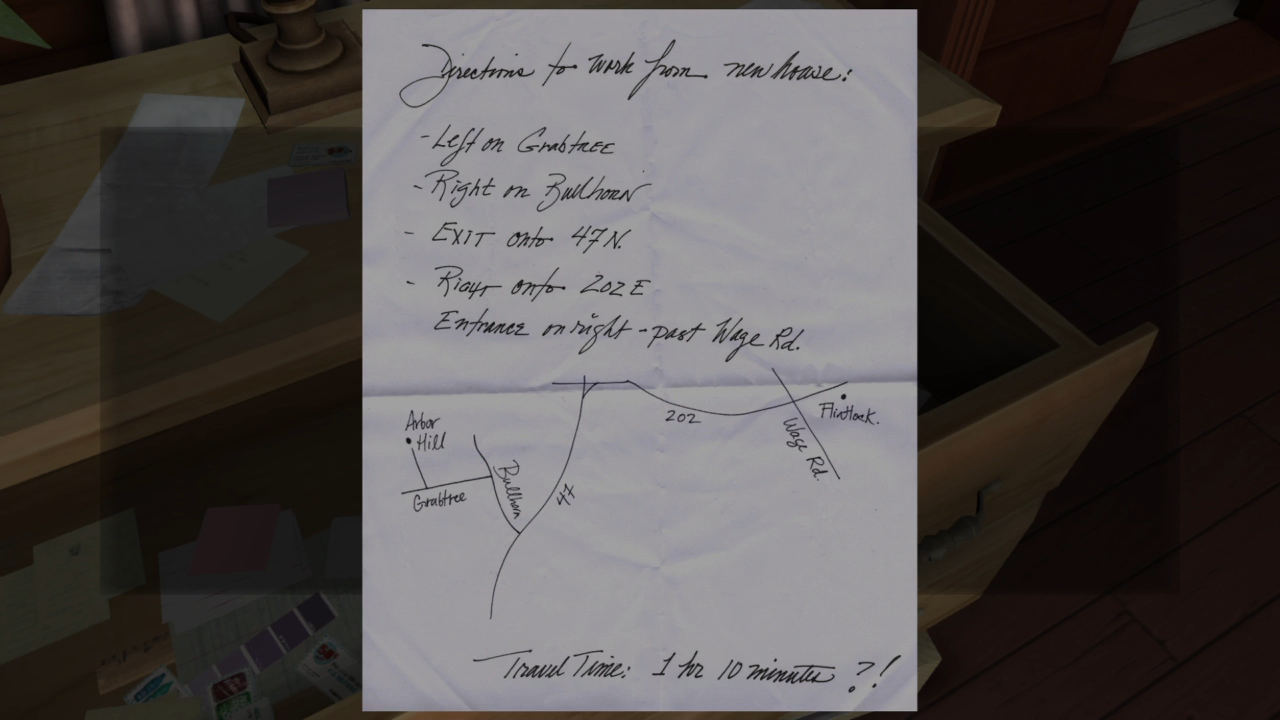 Directions to work from new house:
- Left on Grabtree
- Right on Bullhorn
- Exit onto 47 N.
- Right onto 202 E
Entrance on right - past Wage Rd.
Arbor
Hill
Grabtree
Bullhorn
47
202
Wage Rd.
Flintlock.
Travel Time: 1 hr 10 minutes ?!